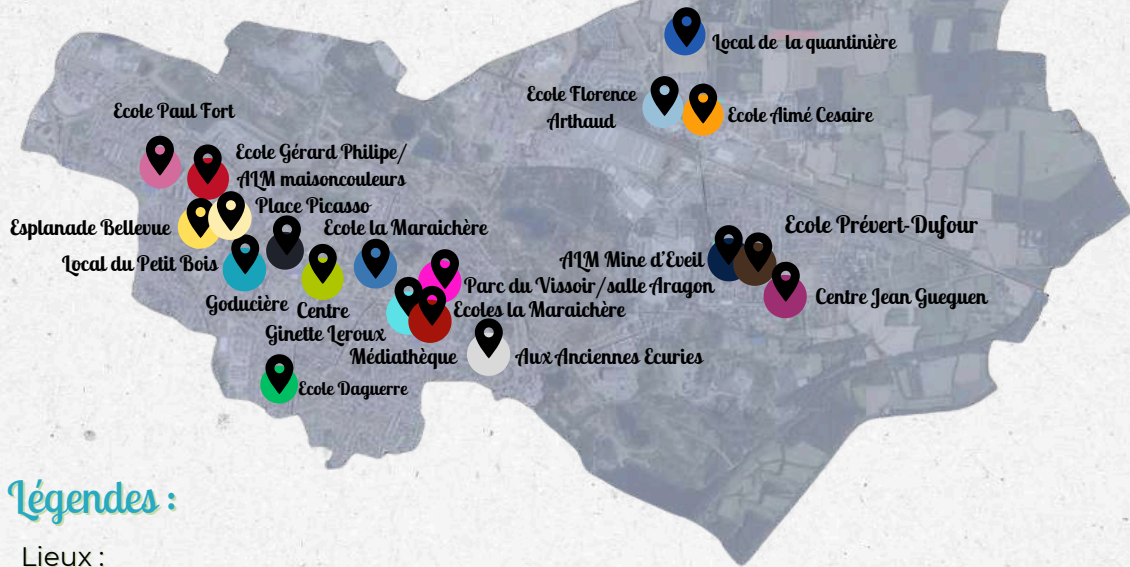 Local de la quantinière
Ecole Florence
Arthaud
Ecole Aimé Cesaire
Ecole Paul Fort
Ecole Gérard Philipe/
ALM maisoncouleurs
Place Picasso
Esplanade Bellevue
Ecole la Maraichère
Local du Petit Bois
Ecole Prévert-Dufour
ALM Mine d'Eveil
Parc du Vissoir/salle Aragon
Centre Jean Gueguen
Goducière
Centre
Ginette Leroux
Ecoles la Maraichère
Médiathèque
Aux Anciennes Ecuries
Ecole Daguerre
Légendes :
Lieux :